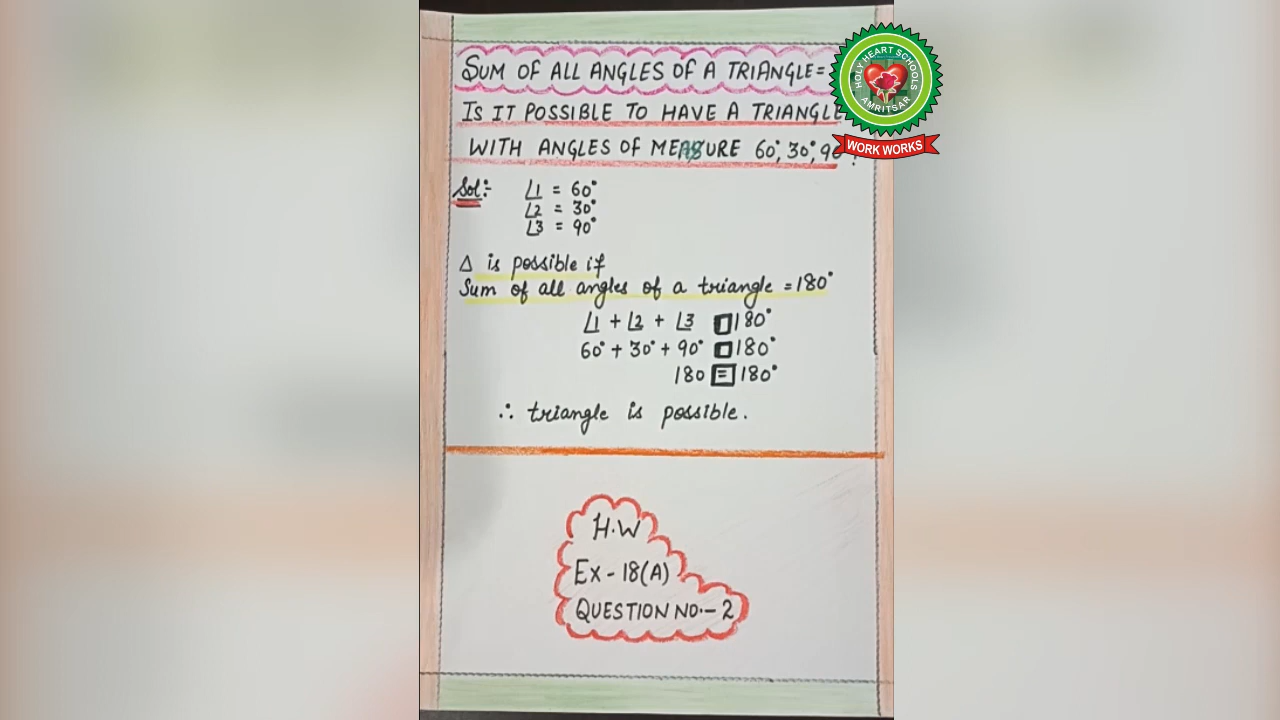 SUM OF ALL ANGLES OF A TRIANGLE =
IS IT POSSIBLE TO HAVE A TRIANGLE
WITH ANGLES OF MEASURE 60°, 30°, 90°?
Sol:-
∠1 = 60°
∠2 = 30°
∠3 = 90°
Δ is possible if
Sum of all angles of a triangle = 180°
∠1 + ∠2 + ∠3 □ 180°
60° + 30° + 90° □ 180°
180 = 180°
∴ triangle is possible.
H.W
EX - 18(A)
QUESTION NO.- 2
HOLY HEART SCHOOLS
AMRITSAR
WORK WORKS